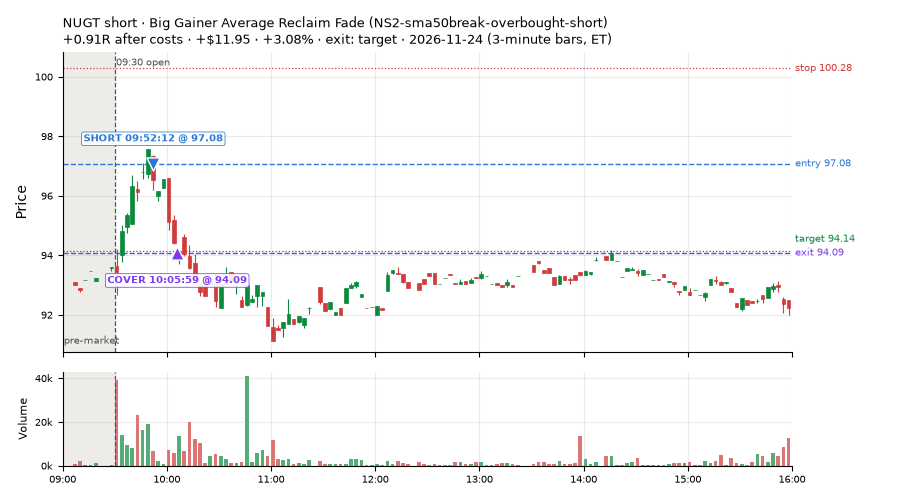 NUGT short · Big Gainer Average Reclaim Fade (NS2-sma50break-overbought-short)
+0.91R after costs · +$11.95 · +3.08% · exit: target · 2026-11-24 (3-minute bars, ET)
09:30 open
stop 100.28
100
SHORT 09:52:12 @ 97.08
98
entry 97.08
96
Price
target 94.14
94
exit 94.09
COVER 10:05:59 @ 94.09
92
pre-market
40k
20k
0k
Volume
09:00
10:00
11:00
12:00
13:00
14:00
15:00
16:00